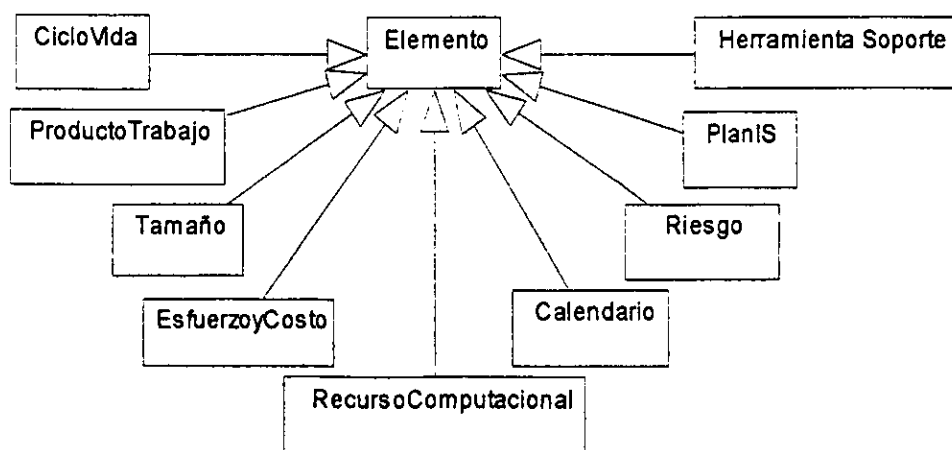 CicloVida
Elemento
Herramienta Soporte
ProductoTrabajo
PlanIS
Tamaño
Riesgo
EsfuerzoyCosto
Calendario
RecursoComputacional